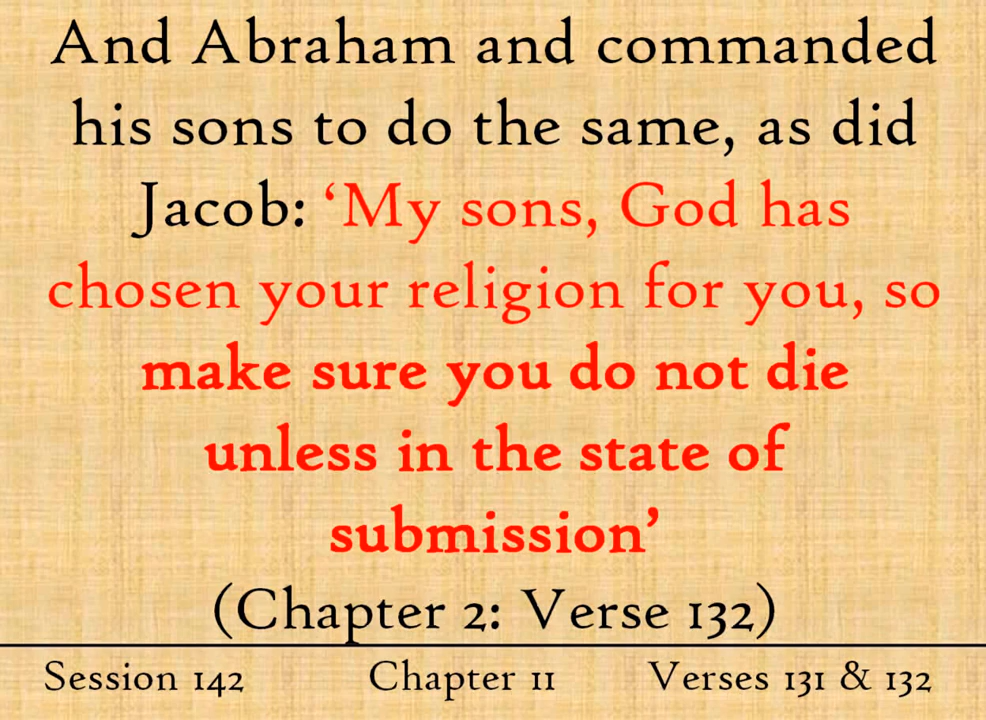 And Abraham and commanded
his sons to do the same, as did
Jacob: ‘My sons, God has
chosen your religion for you, so
make sure you do not die
unless in the state of
submission’
(Chapter 2: Verse 132)
Session 142 Chapter 11 Verses 131 & 132